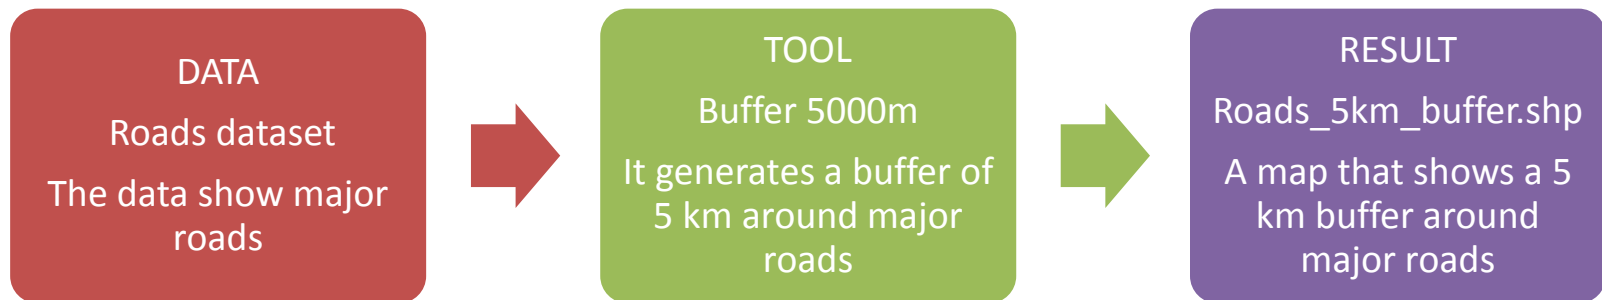 DATA
Roads dataset
The data show major
roads
TOOL
Buffer 5000m
It generates a buffer of
5 km around major
roads
RESULT
Roads_5km_buffer.shp
A map that shows a 5
km buffer around
major roads